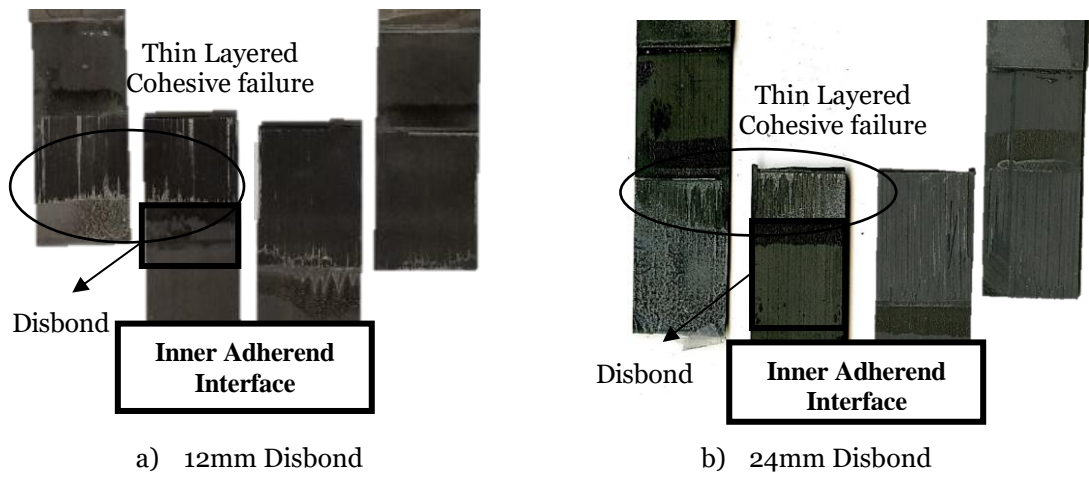 Thin Layered
Cohesive failure
Disbond
Inner Adherend
Interface
a) 12mm Disbond
Thin Layered
Cohesive failure
Disbond
Inner Adherend
Interface
b) 24mm Disbond